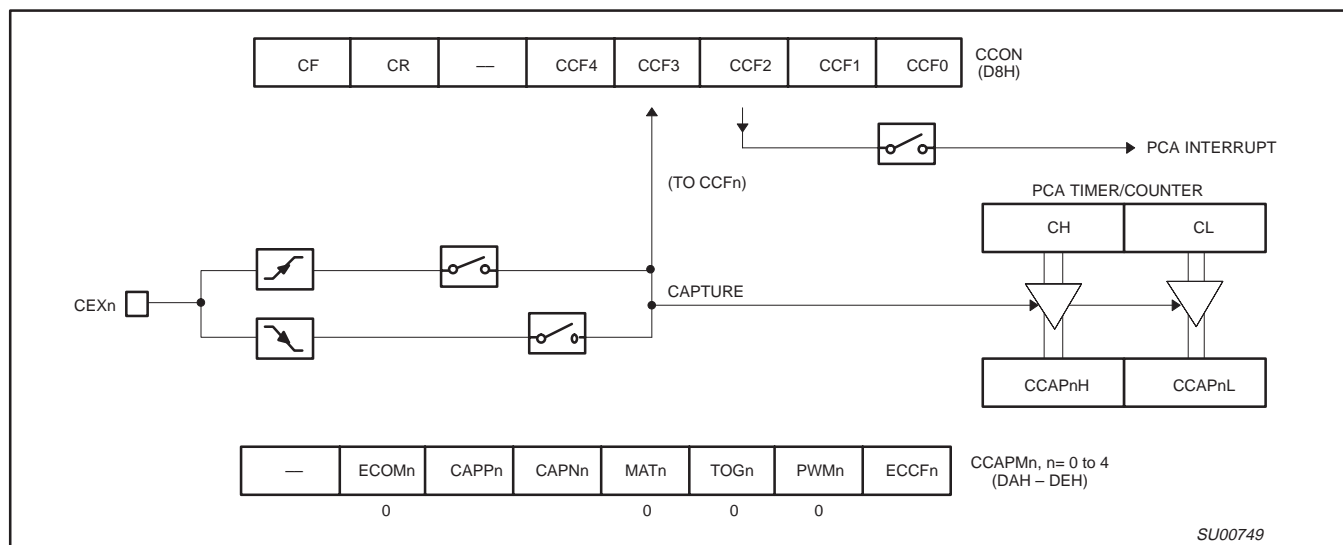 CF CR — CCF4 CCF3 CCF2 CCF1 CCF0
CCON
(D8H)
PCA INTERRUPT
(TO CCFn)
PCA TIMER/COUNTER
CH CL
CEXn
CAPTURE
CCAPnH CCAPnL
— ECOMn CAPPn CAPNn MATn TOGn PWMn ECCFn
CCAPMn, n= 0 to 4
(DAH – DEH)
0 0 0 0
SU00749